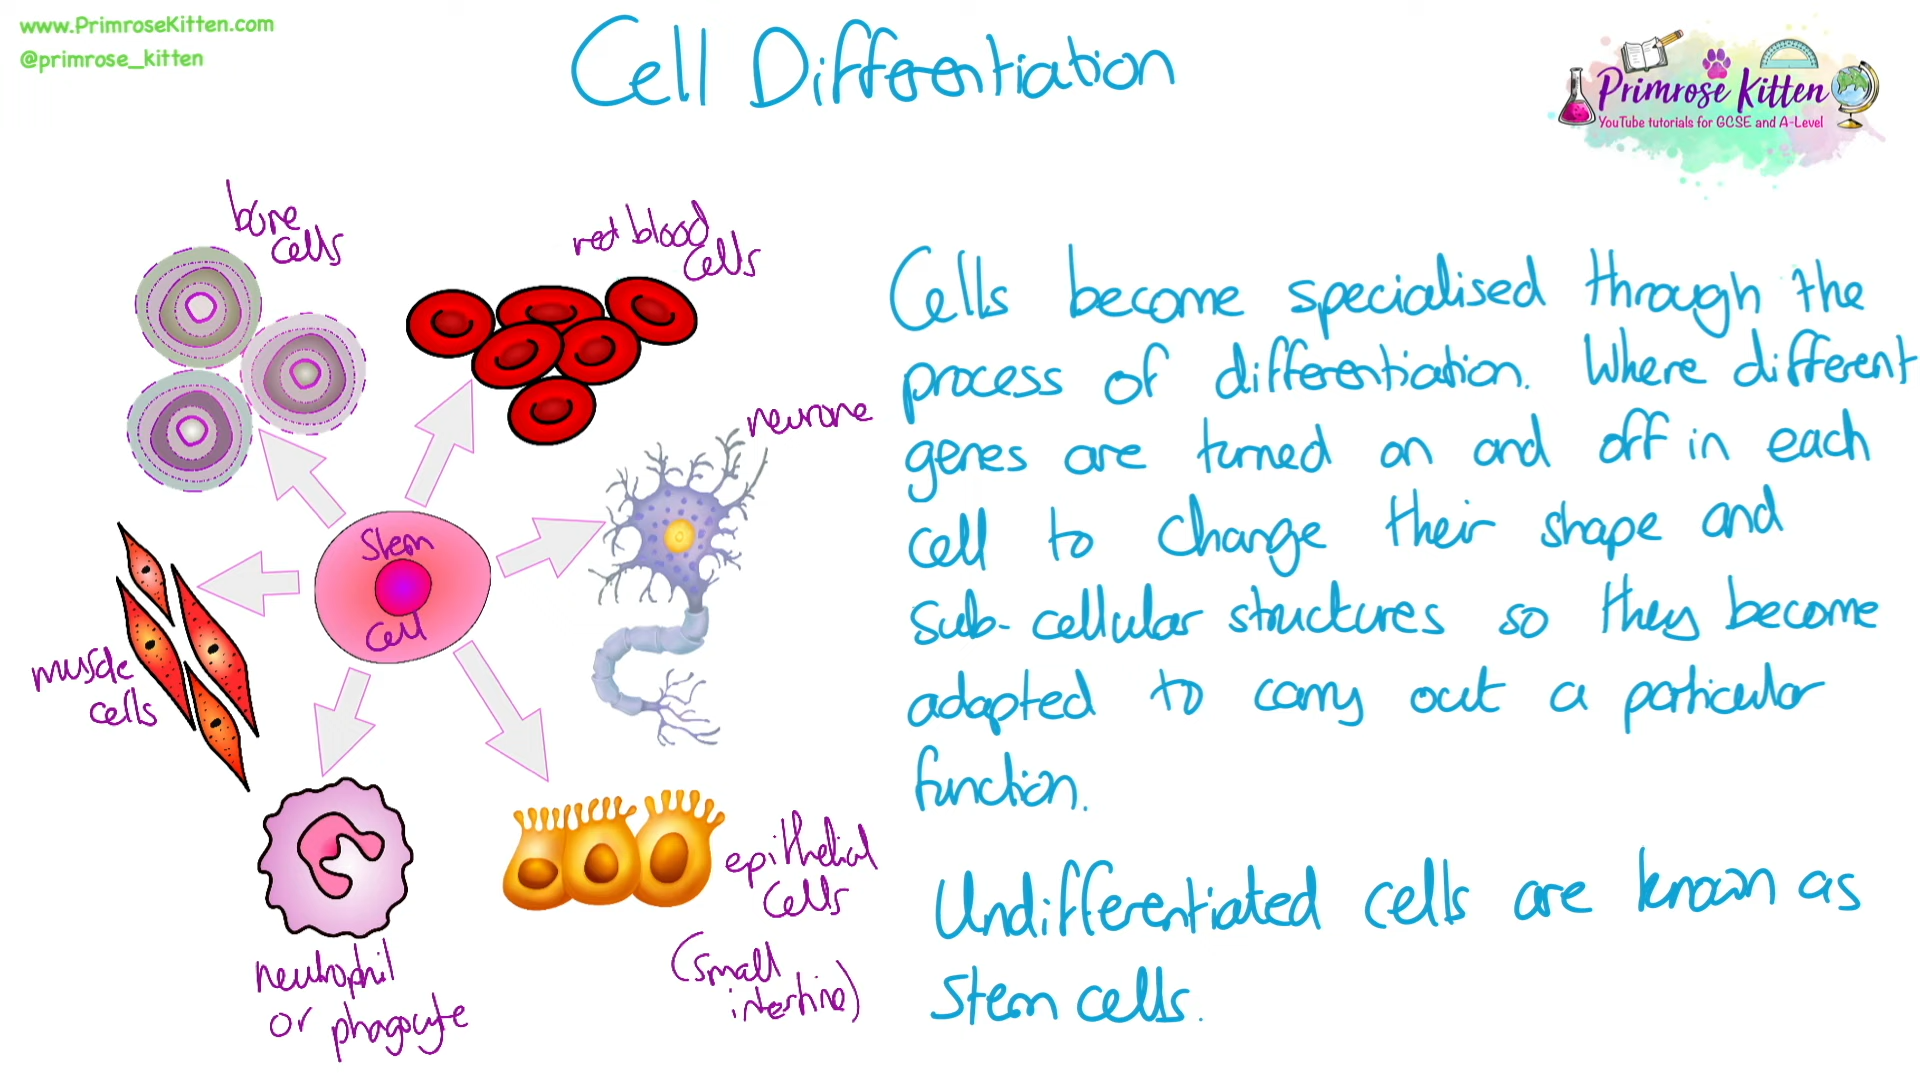 www.PrimroseKitten.com
@primrose_kitten
Cell Differentiation
Primrose Kitten
YouTube tutorials for GCSE and A-Level
bone
cells
red blood
cells
neurone
Stem
Cell
muscle
cells
neutrophil
or phagocyte
epithelial
cells
(small
intestine)
Cells become specialised through the
process of differentiation. Where different
genes are turned on and off in each
cell to change their shape and
sub-cellular structures so they become
adapted to carry out a particular
function.
Undifferentiated cells are known as
Stem cells.